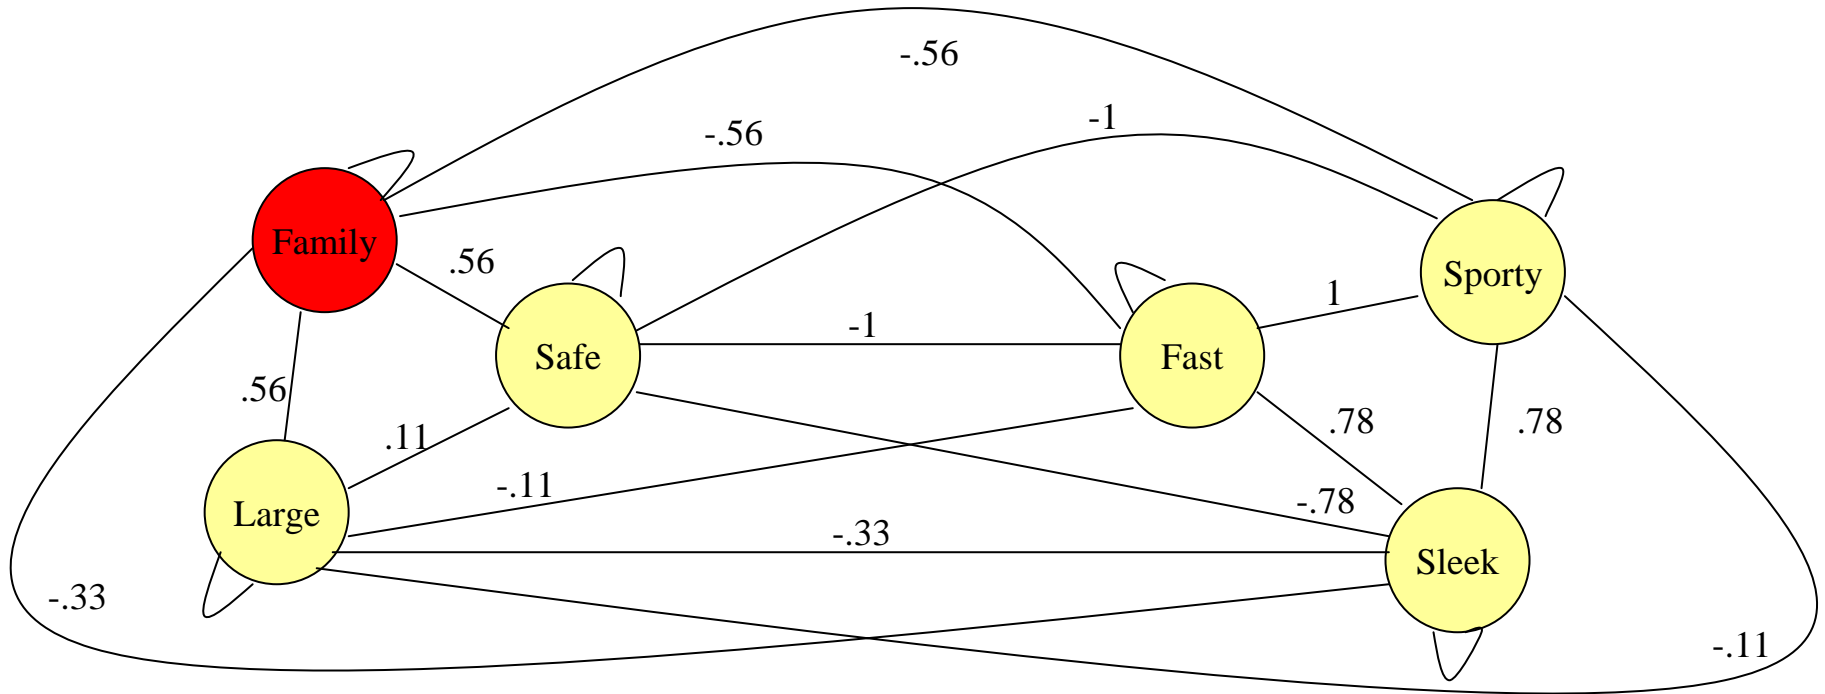 -.56
-1
-.56
Family
.56
Sporty
1
-1
Safe
Fast
.56
.11
.78
.78
-.11
-.78
Large
-.33
Sleek
-.33
-.11